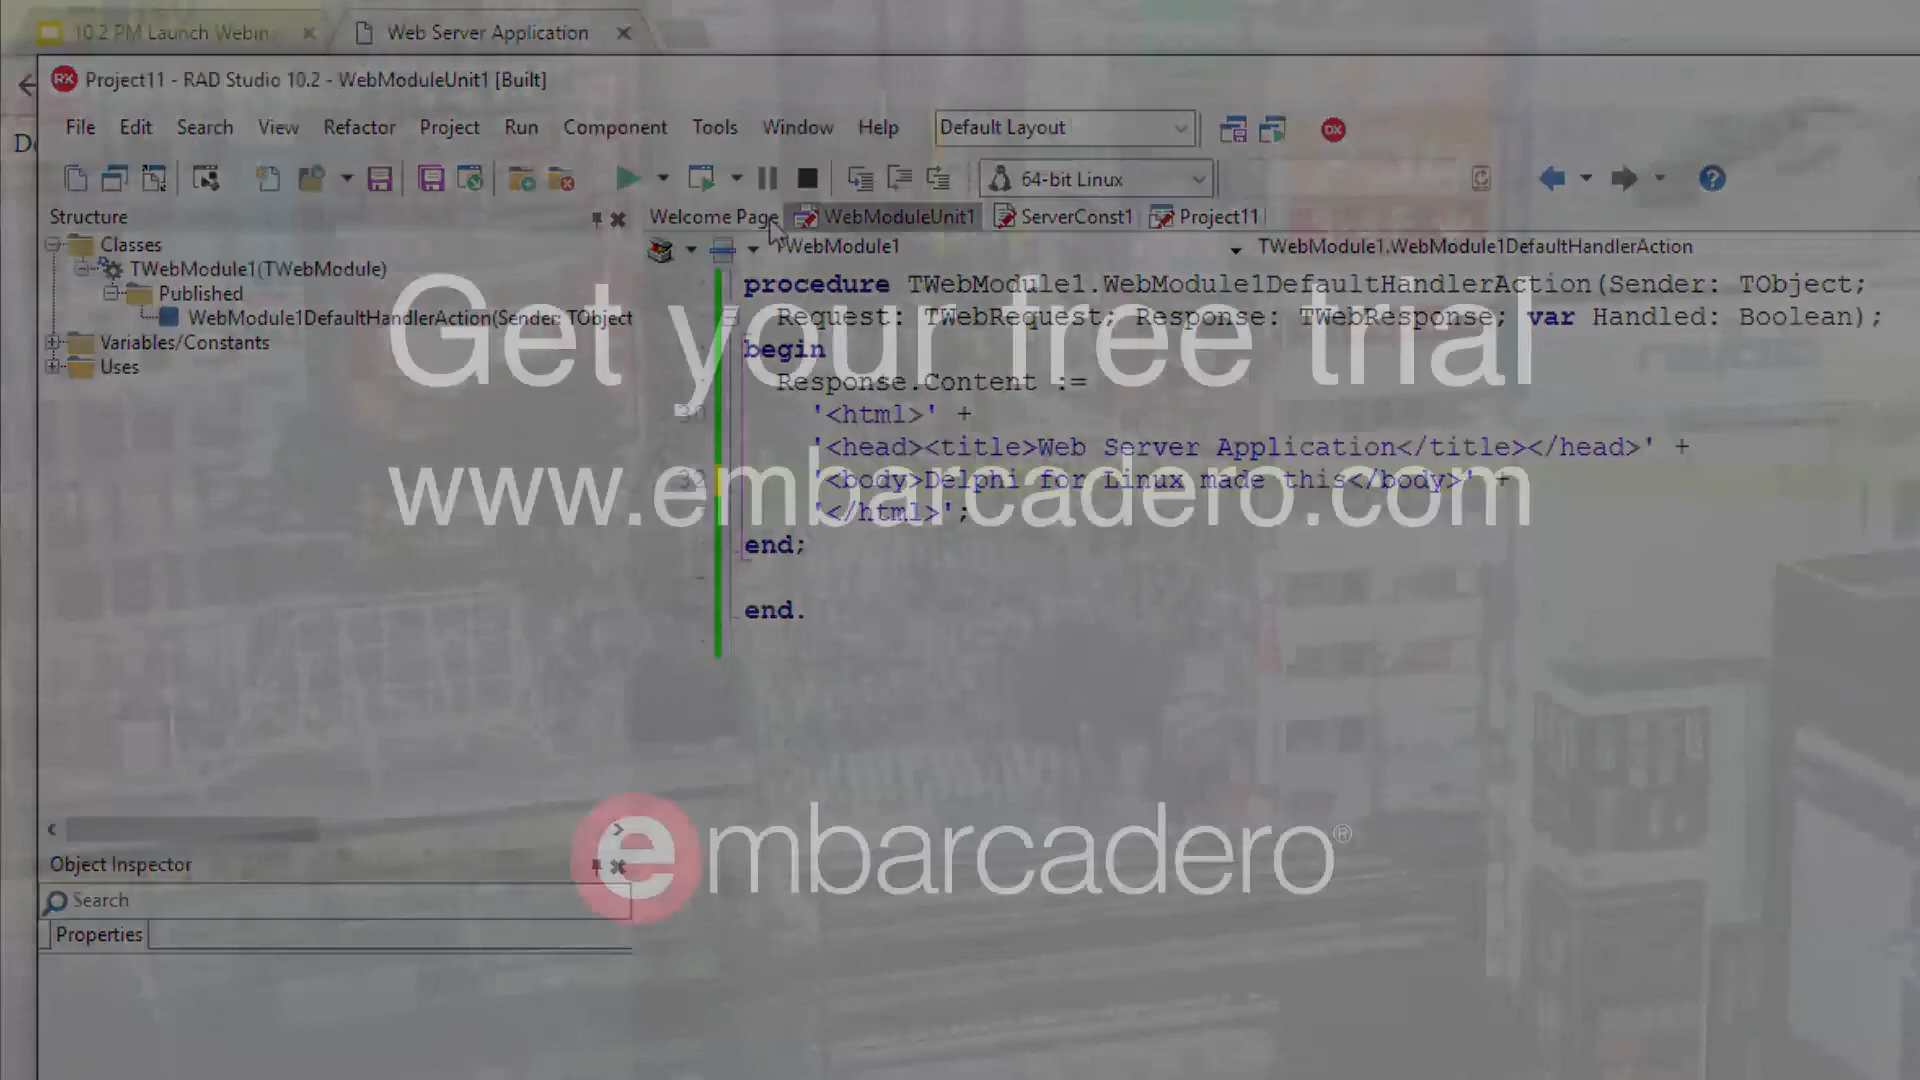 10.2 PM Launch Webin
Web Server Application
Project11 - RAD Studio 10.2 - WebModuleUnit1 [Built]
File Edit Search View Refactor Project Run Component Tools Window Help Default Layout
64-bit Linux
Structure
Welcome Page WebModuleUnit1 ServerConst1 Project11
Classes
TWebModule1 TWebModule1.WebModule1DefaultHandlerAction
TWebModule1(TWebModule)
Published
WebModule1DefaultHandlerAction(Sender: TObject
Variables/Constants
Uses
procedure TWebModule1.WebModule1DefaultHandlerAction(Sender: TObject;
Request: TWebRequest; Response: TWebResponse; var Handled: Boolean);
begin
Response.Content :=
30 '<html>' +
'<head><title>Web Server Application</title></head>' +
32 '<body>Delphi for Linux made this</body>' +
'</html>';
end;
end.
Get your free trial
www.embarcadero.com
embarcadero®
Object Inspector
Search
Properties